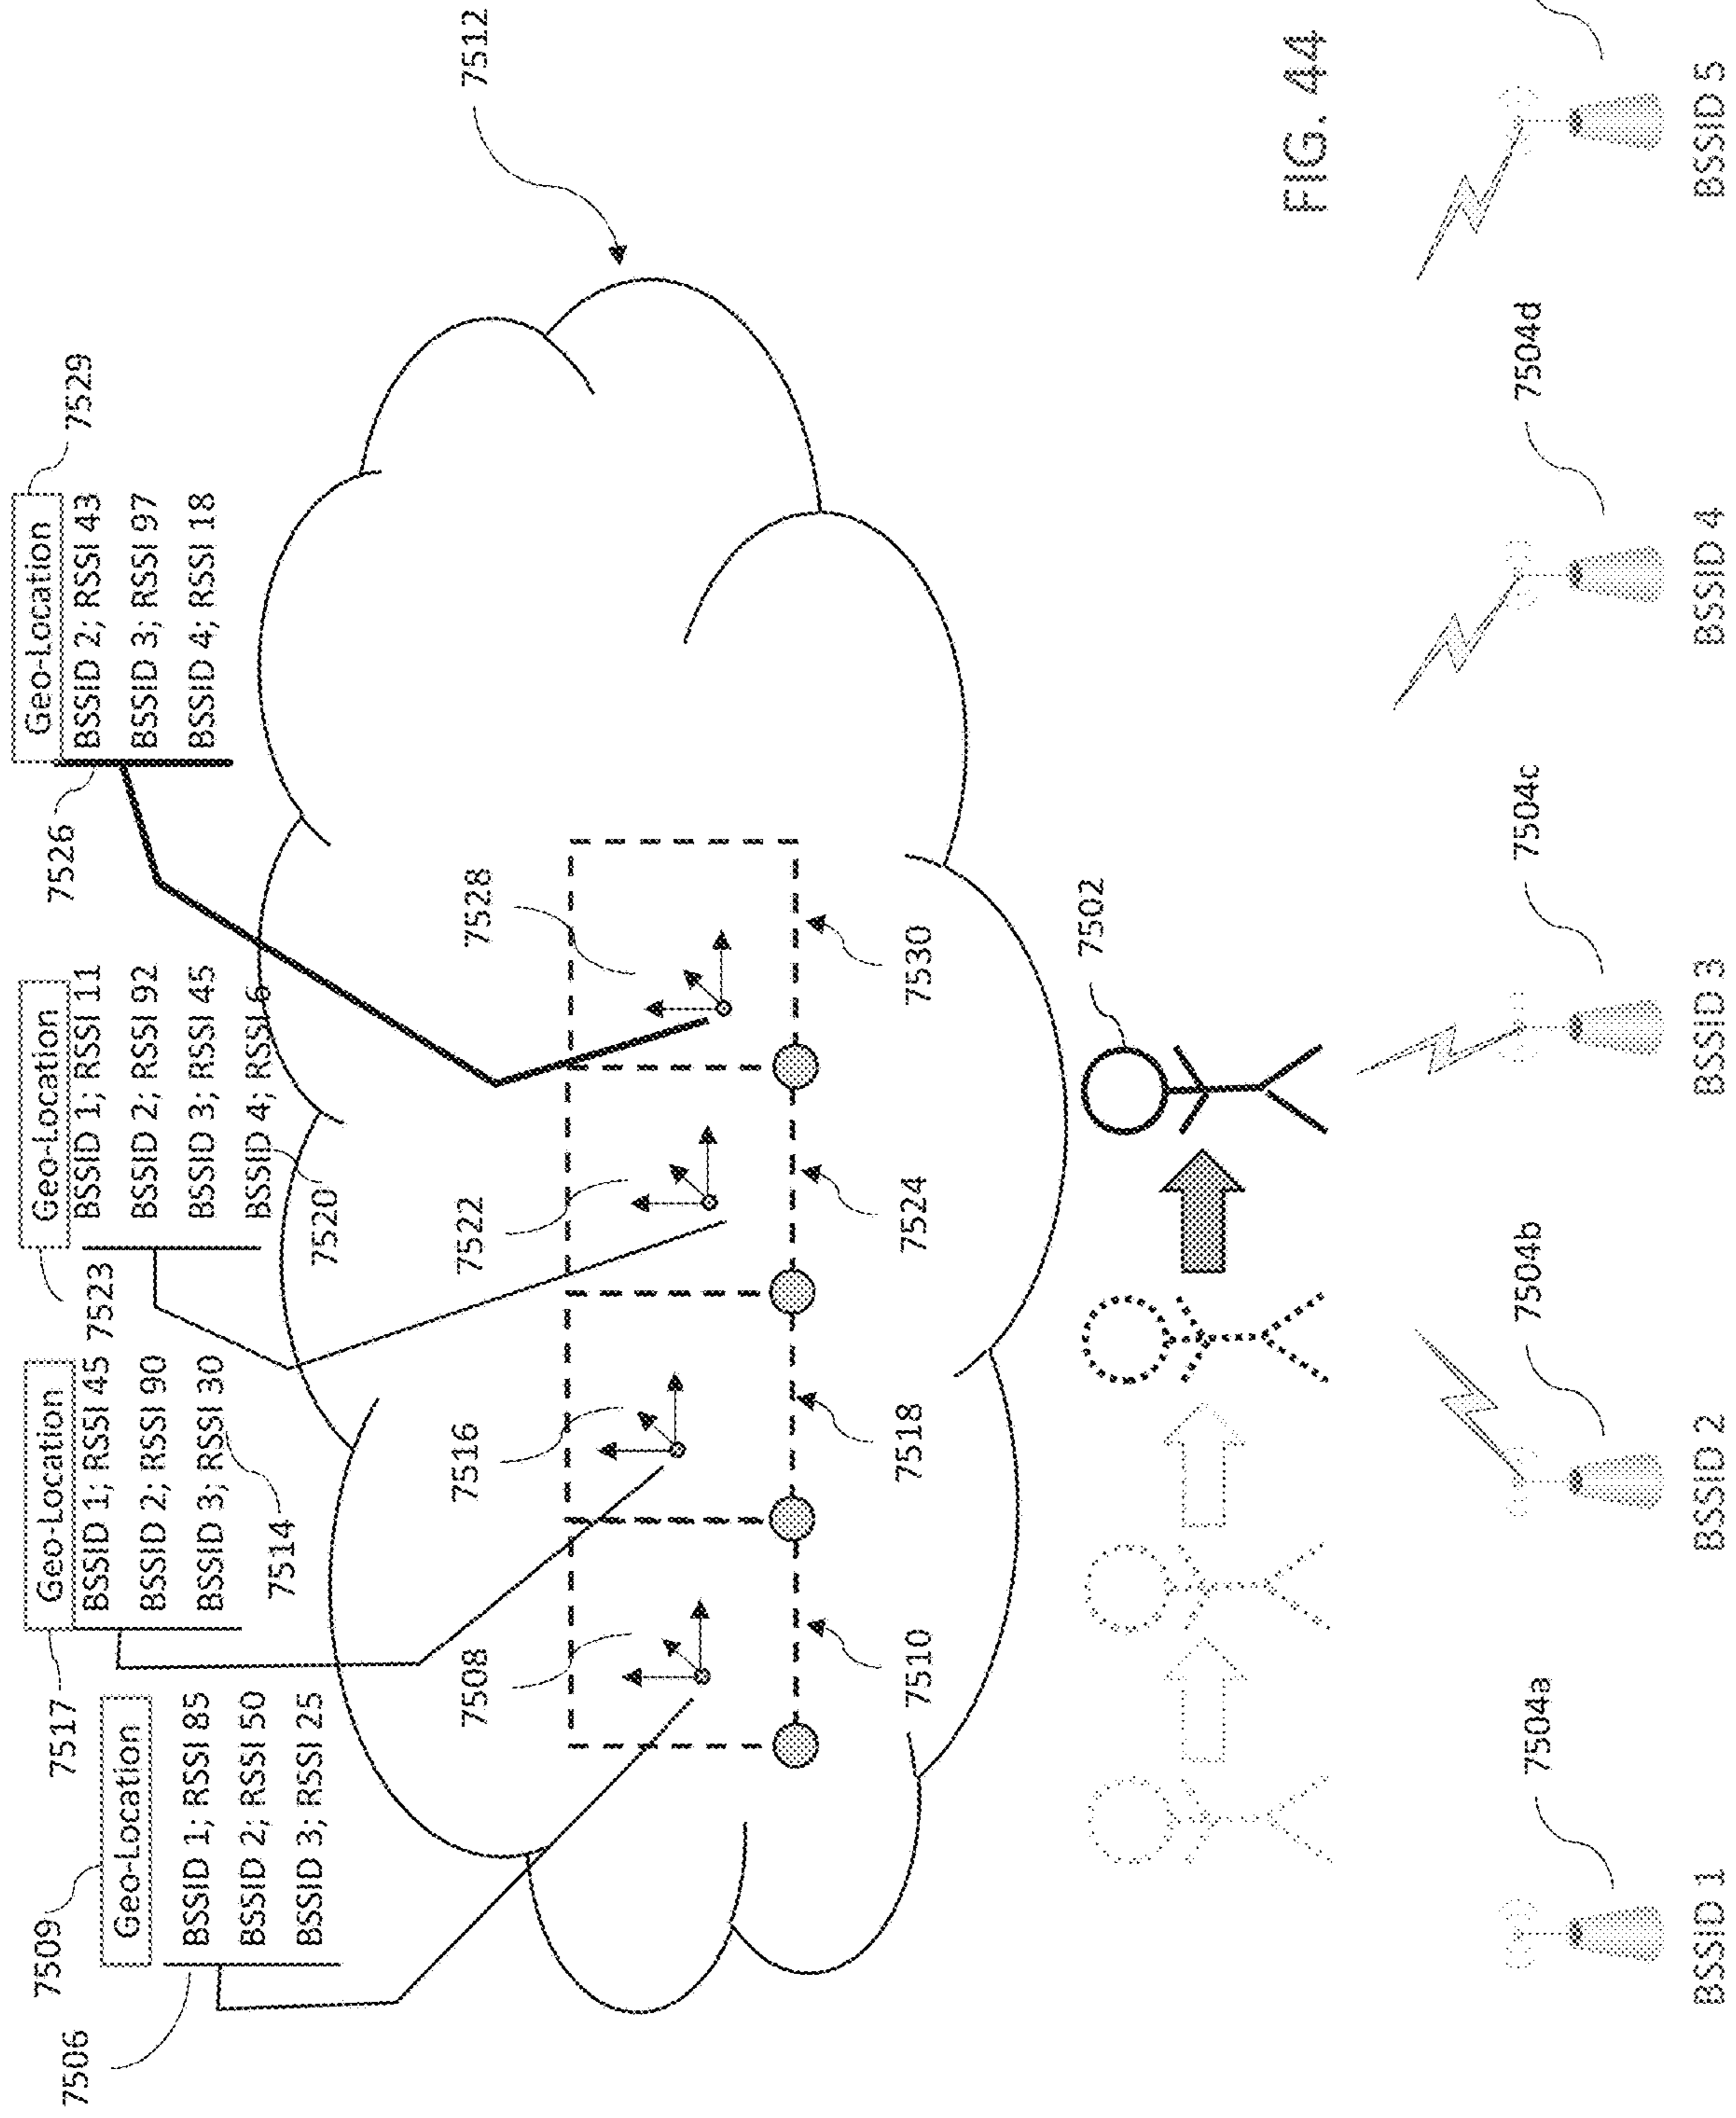 7506
7509
Geo-Location
BSSID 1; RSSI 85
BSSID 2; RSSI 50
BSSID 3; RSSI 25
7517
Geo-Location
BSSID 1; RSSI 45
BSSID 2; RSSI 90
BSSID 3; RSSI 30
7514
7523
Geo-Location
BSSID 1; RSSI 11
BSSID 2; RSSI 92
BSSID 3; RSSI 45
BSSID 4; RSSI 6
7520
7526
Geo-Location
BSSID 2; RSSI 43
BSSID 3; RSSI 97
BSSID 4; RSSI 18
7529
7512
7508
7516
7522
7528
7510
7518
7524
7530
7502
FIG. 44
7504a
7504b
7504c
7504d
BSSID 1
BSSID 2
BSSID 3
BSSID 4
BSSID 5